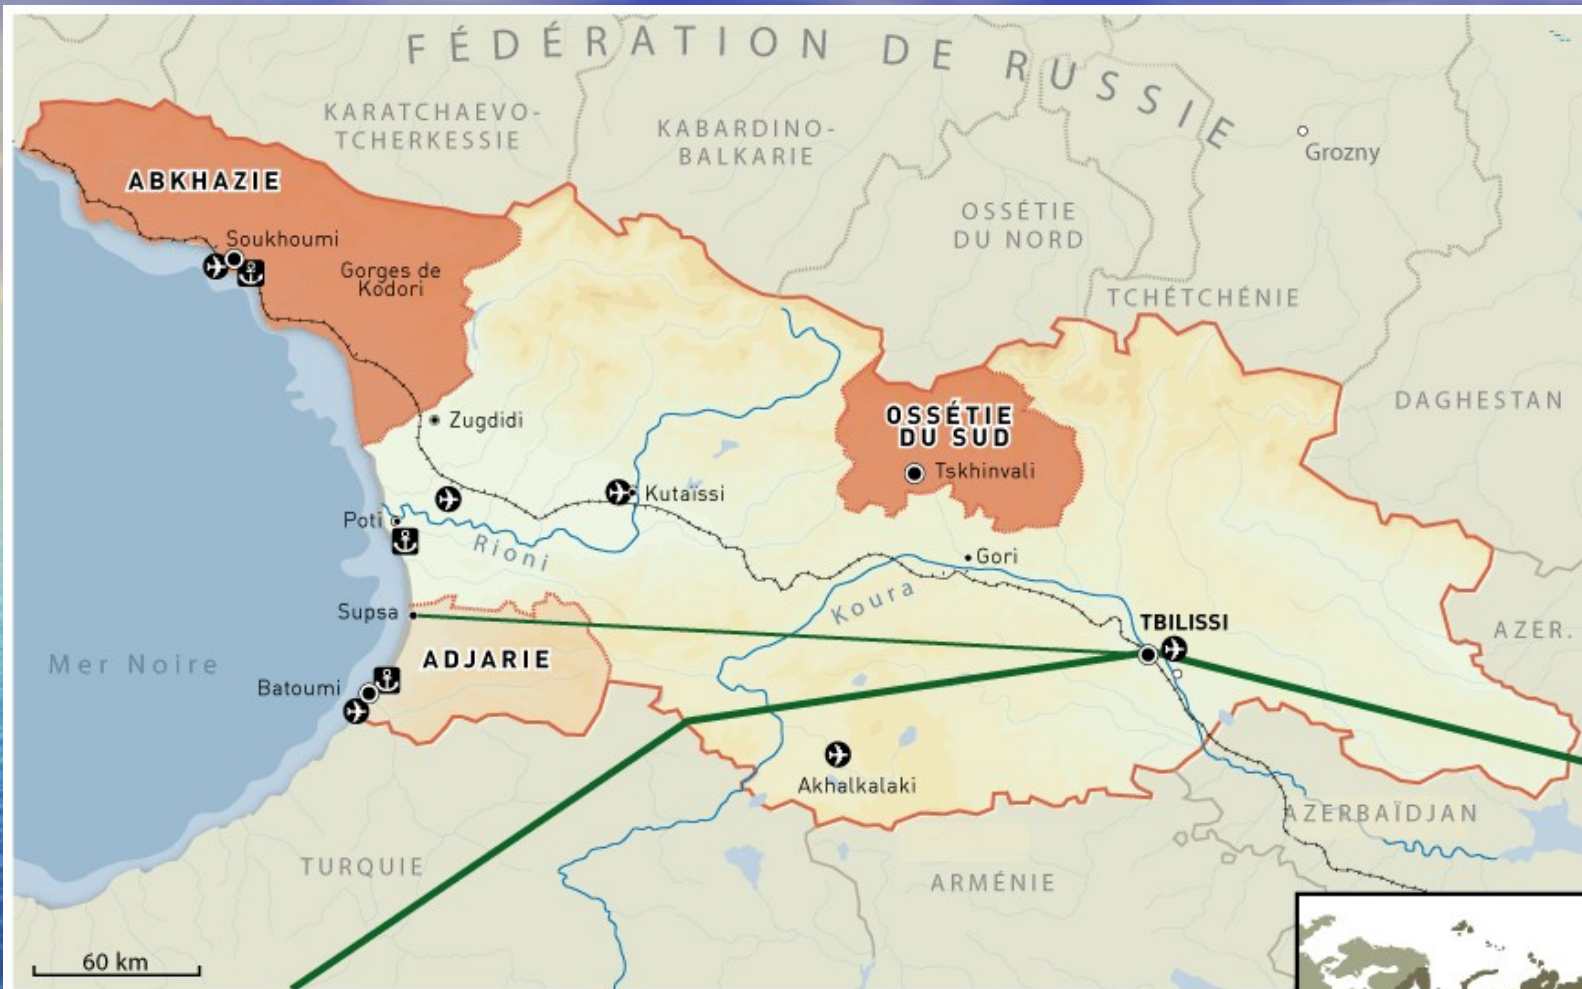 FÉDÉRATION DE RUSSIE
KARATCHAEVO-
TCHERKESSIE
KABARDINO-
BALKARIE
Grozny
ABKHAZIE
OSSÉTIE
DU NORD
Soukhoumi
Gorges de
Kodori
TCHÉTCHÉNIE
DAGHESTAN
OSSÉTIE
DU SUD
Zugdidi
Tskhinvali
Kutaïssi
Poti
Rioni
Gori
Koura
Supsa
TBILISSI
AZER.
Mer Noire
ADJARIE
Batoumi
Akhalkalaki
AZERBAÏDJAN
TURQUIE
ARMÉNIE
60 km